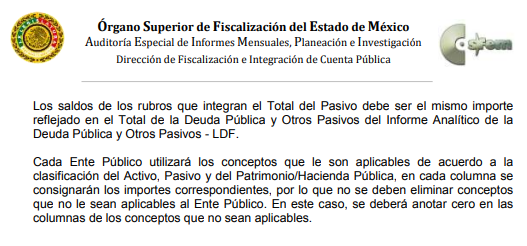 Órgano Superior de Fiscalización del Estado de México
Auditoría Especial de Informes Mensuales, Planeación e Investigación
Dirección de Fiscalización e Integración de Cuenta Pública
osfem
Los saldos de los rubros que integran el Total del Pasivo debe ser el mismo importe
reflejado en el Total de la Deuda Pública y Otros Pasivos del Informe Analítico de la
Deuda Pública y Otros Pasivos - LDF.
Cada Ente Público utilizará los conceptos que le son aplicables de acuerdo a la
clasificación del Activo, Pasivo y del Patrimonio/Hacienda Pública, en cada columna se
consignarán los importes correspondientes, por lo que no se deben eliminar conceptos
que no le sean aplicables al Ente Público. En este caso, se deberá anotar cero en las
columnas de los conceptos que no sean aplicables.